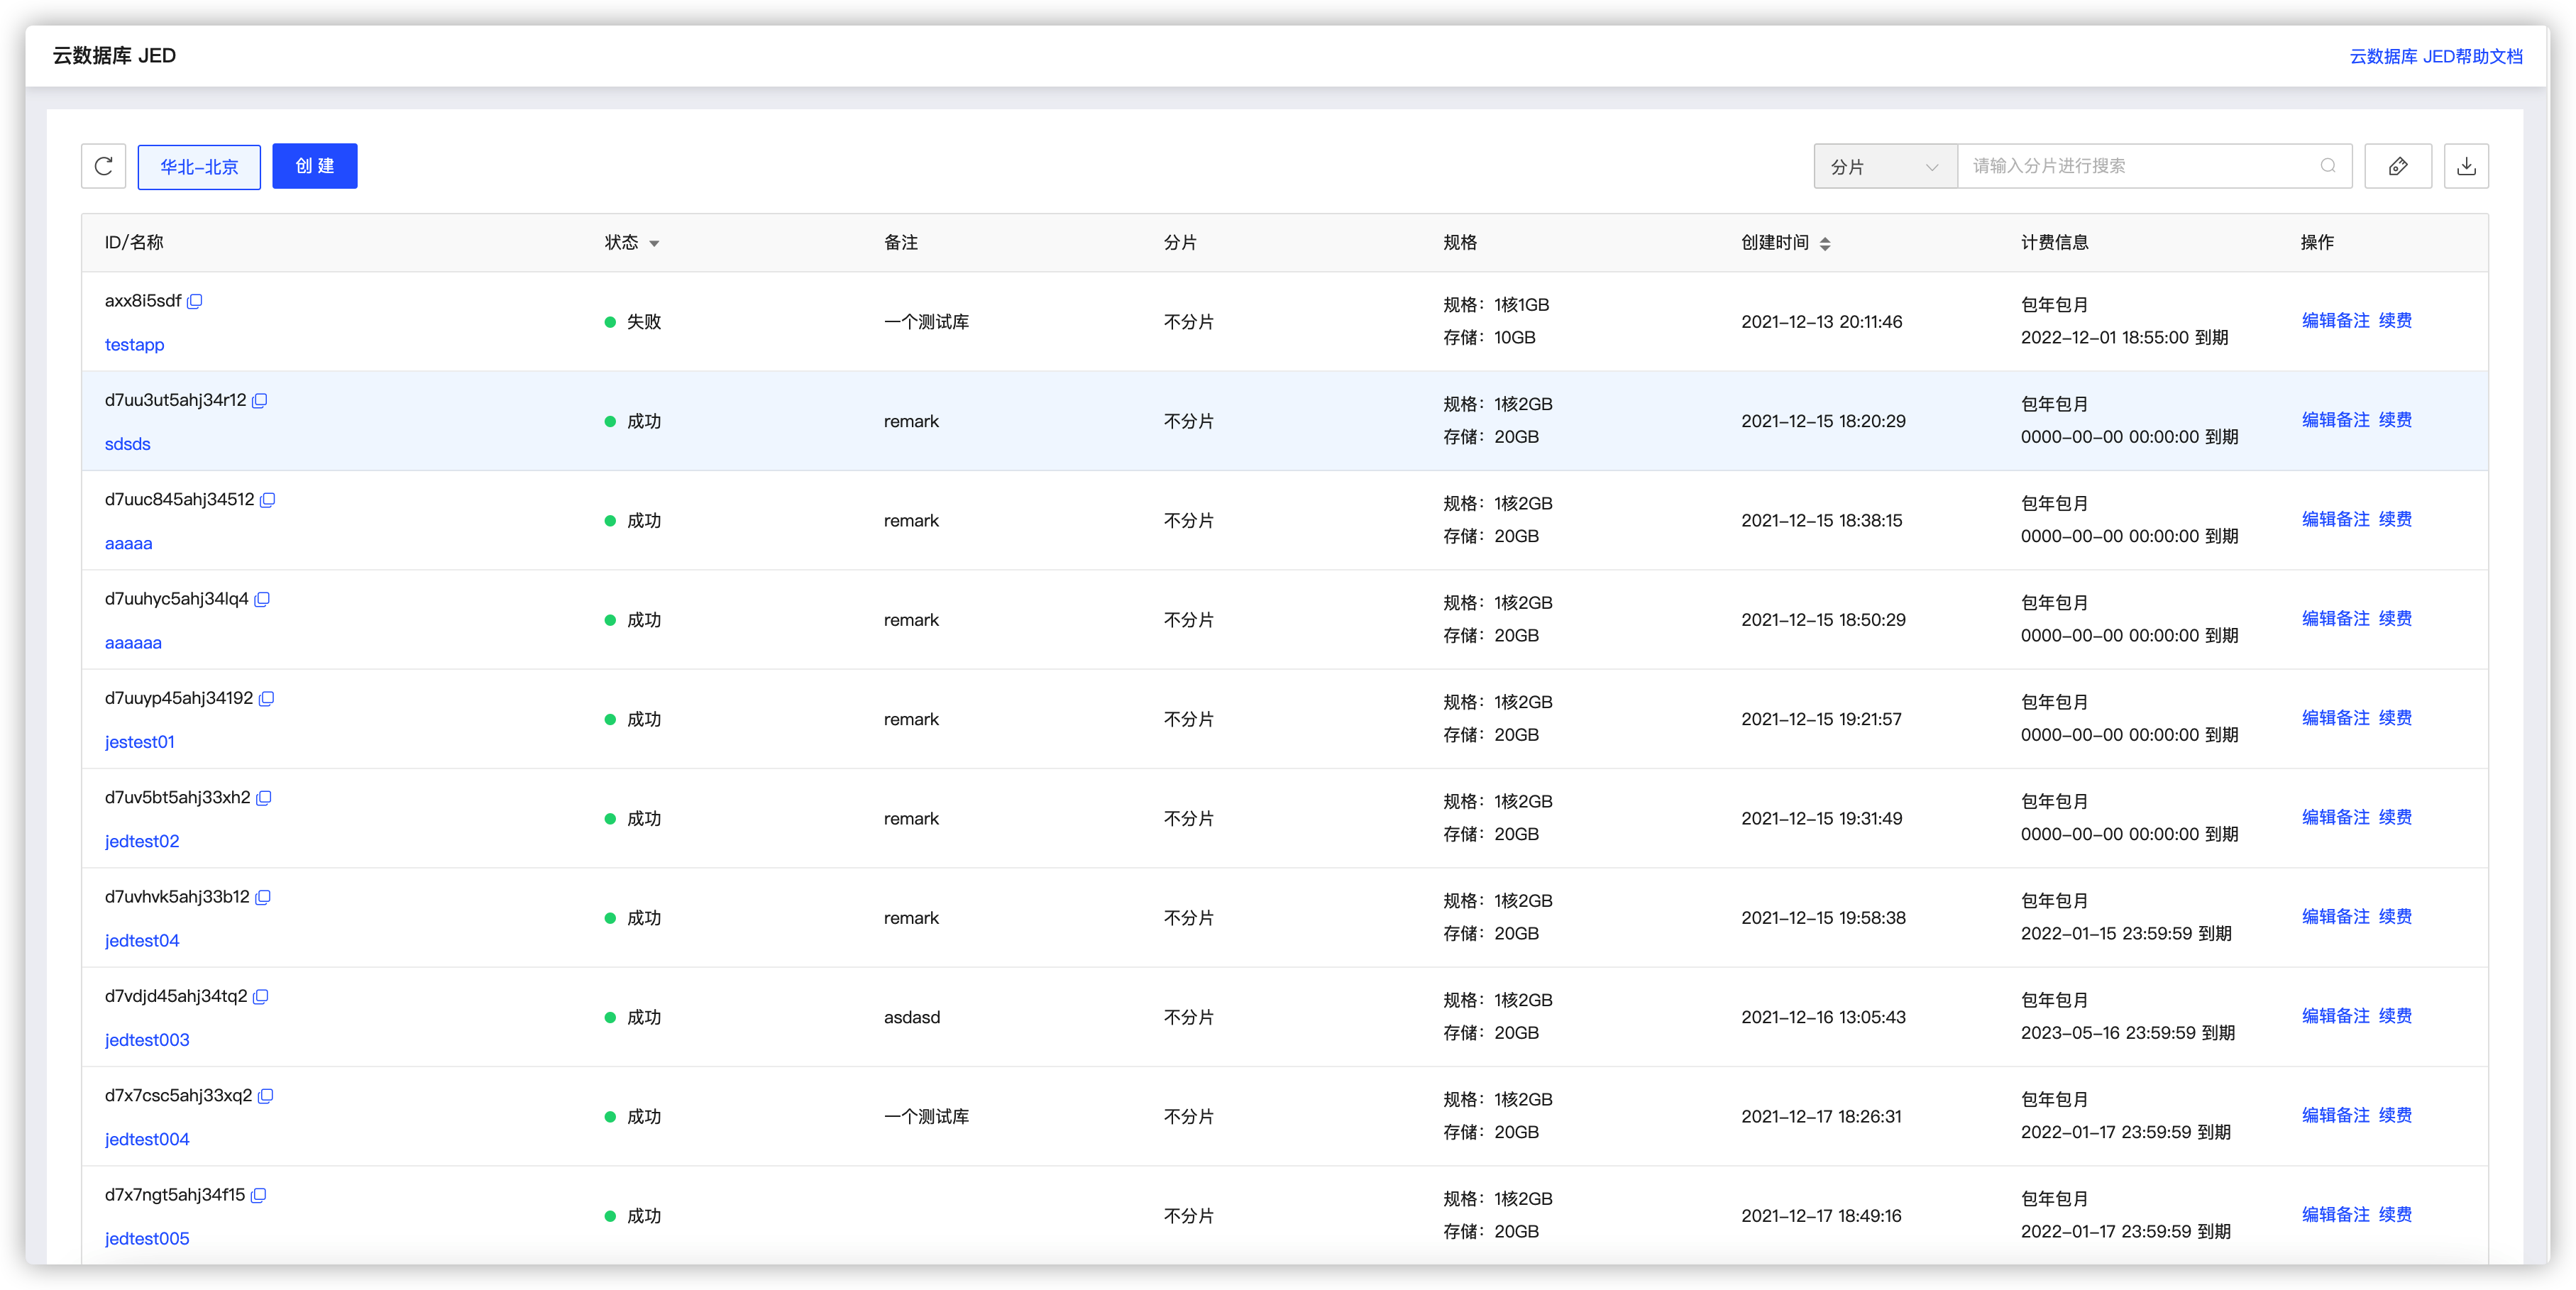 云数据库 JED
云数据库 JED帮助文档
华北-北京
创建
分片
请输入分片进行搜索
ID/名称 状态 备注 分片 规格 创建时间 计费信息 操作
axx8i5sdf
testapp
失败
一个测试库
不分片
规格：1核1GB
存储：10GB
2021-12-13 20:11:46
包年包月
2022-12-01 18:55:00 到期
编辑备注 续费
d7uu3ut5ahj34r12
sdsds
成功
remark
不分片
规格：1核2GB
存储：20GB
2021-12-15 18:20:29
包年包月
0000-00-00 00:00:00 到期
编辑备注 续费
d7uuc845ahj34512
aaaaa
成功
remark
不分片
规格：1核2GB
存储：20GB
2021-12-15 18:38:15
包年包月
0000-00-00 00:00:00 到期
编辑备注 续费
d7uuhyc5ahj34lq4
aaaaaa
成功
remark
不分片
规格：1核2GB
存储：20GB
2021-12-15 18:50:29
包年包月
0000-00-00 00:00:00 到期
编辑备注 续费
d7uuyp45ahj34192
jestest01
成功
remark
不分片
规格：1核2GB
存储：20GB
2021-12-15 19:21:57
包年包月
0000-00-00 00:00:00 到期
编辑备注 续费
d7uv5bt5ahj33xh2
jedtest02
成功
remark
不分片
规格：1核2GB
存储：20GB
2021-12-15 19:31:49
包年包月
0000-00-00 00:00:00 到期
编辑备注 续费
d7uvhvk5ahj33b12
jedtest04
成功
remark
不分片
规格：1核2GB
存储：20GB
2021-12-15 19:58:38
包年包月
2022-01-15 23:59:59 到期
编辑备注 续费
d7vdjd45ahj34tq2
jedtest003
成功
asdasd
不分片
规格：1核2GB
存储：20GB
2021-12-16 13:05:43
包年包月
2023-05-16 23:59:59 到期
编辑备注 续费
d7x7csc5ahj33xq2
jedtest004
成功
一个测试库
不分片
规格：1核2GB
存储：20GB
2021-12-17 18:26:31
包年包月
2022-01-17 23:59:59 到期
编辑备注 续费
d7x7ngt5ahj34f15
jedtest005
成功
不分片
规格：1核2GB
存储：20GB
2021-12-17 18:49:16
包年包月
2022-01-17 23:59:59 到期
编辑备注 续费